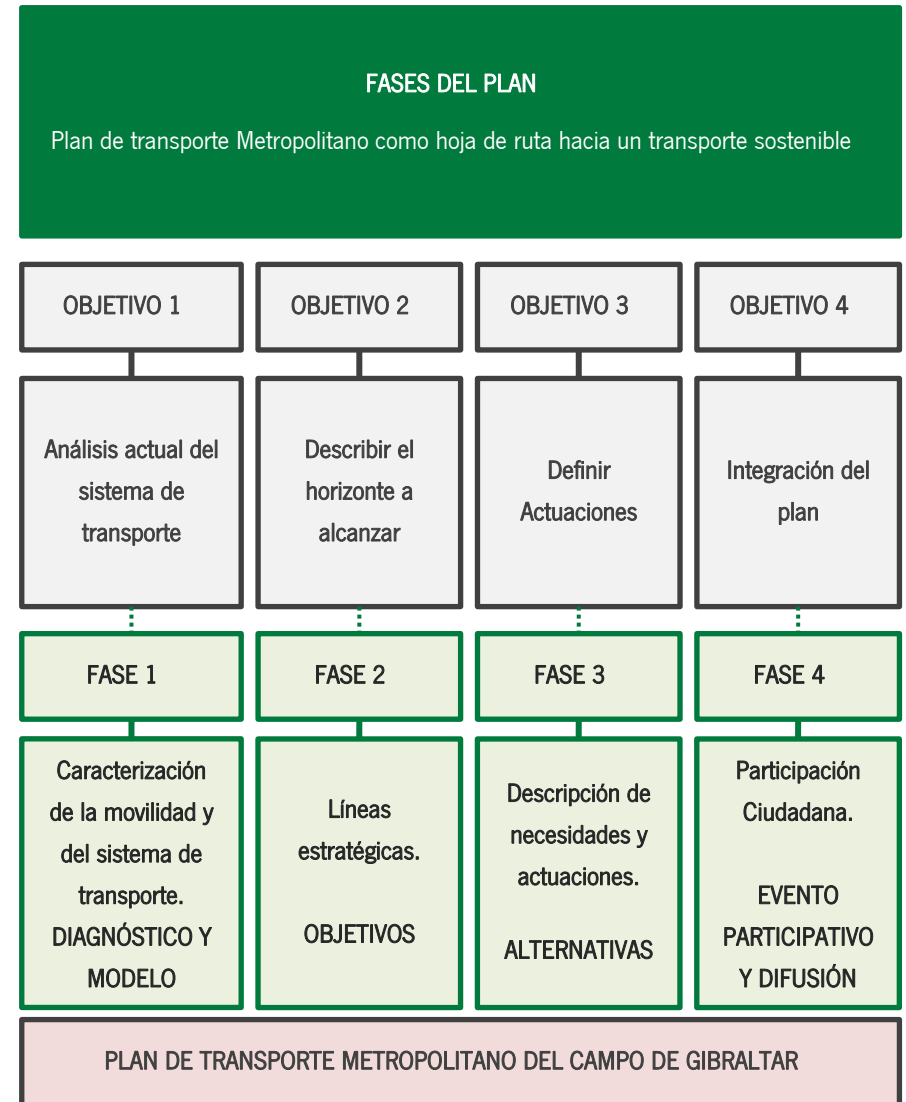 FASES DEL PLAN
Plan de transporte Metropolitano como hoja de ruta hacia un transporte sostenible
OBJETIVO 1
OBJETIVO 2
OBJETIVO 3
OBJETIVO 4
Análisis actual del
sistema de
transporte
Describir el
horizonte a
alcanzar
Definir
Actuaciones
Integración del
plan
FASE 1
FASE 2
FASE 3
FASE 4
Caracterización
de la movilidad y
del sistema de
transporte.
DIAGNÓSTICO Y
MODELO
Líneas
estratégicas.
OBJETIVOS
Descripción de
necesidades y
actuaciones.
ALTERNATIVAS
Participación
Ciudadana.
EVENTO
PARTICIPATIVO
Y DIFUSIÓN
PLAN DE TRANSPORTE METROPOLITANO DEL CAMPO DE GIBRALTAR